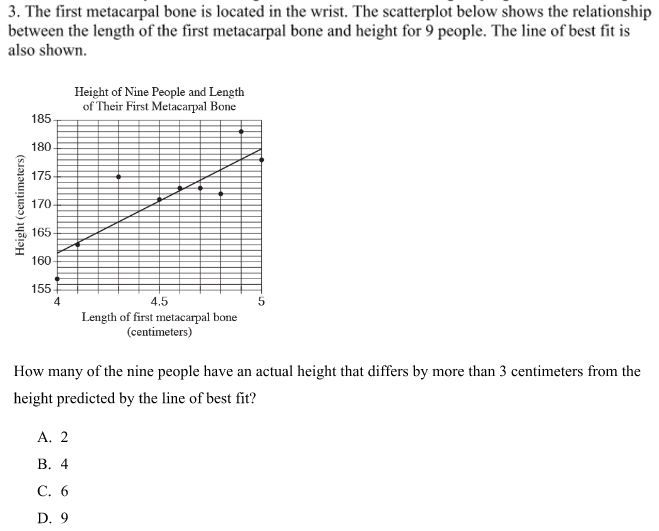 3. The first metacarpal bone is located in the wrist. The scatterplot below shows the relationship
between the length of the first metacarpal bone and height for 9 people. The line of best fit is
also shown.
Height of Nine People and Length
of Their First Metacarpal Bone
Height (centimeters)
185
180
175
170
165
160
155
4
4.5
5
Length of first metacarpal bone
(centimeters)
How many of the nine people have an actual height that differs by more than 3 centimeters from the
height predicted by the line of best fit?
A. 2
B. 4
C. 6
D. 9